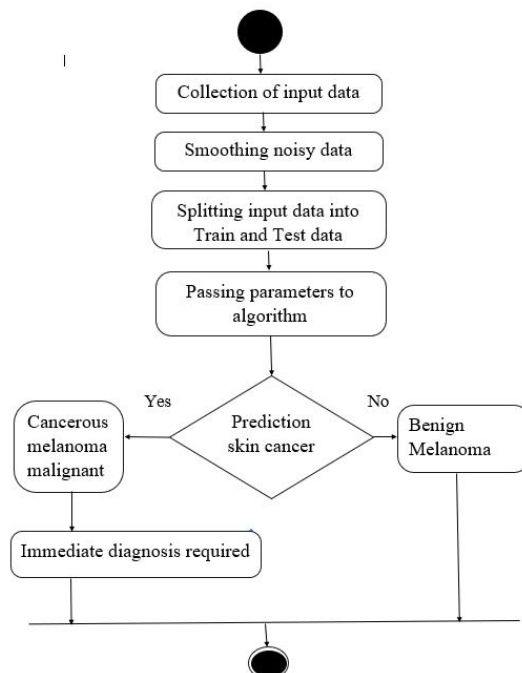 Collection of input data
Smoothing noisy data
Splitting input data into
Train and Test data
Passing parameters to
algorithm
Yes
No
Prediction
skin cancer
Cancerous
melanoma
malignant
Benign
Melanoma
Immediate diagnosis required